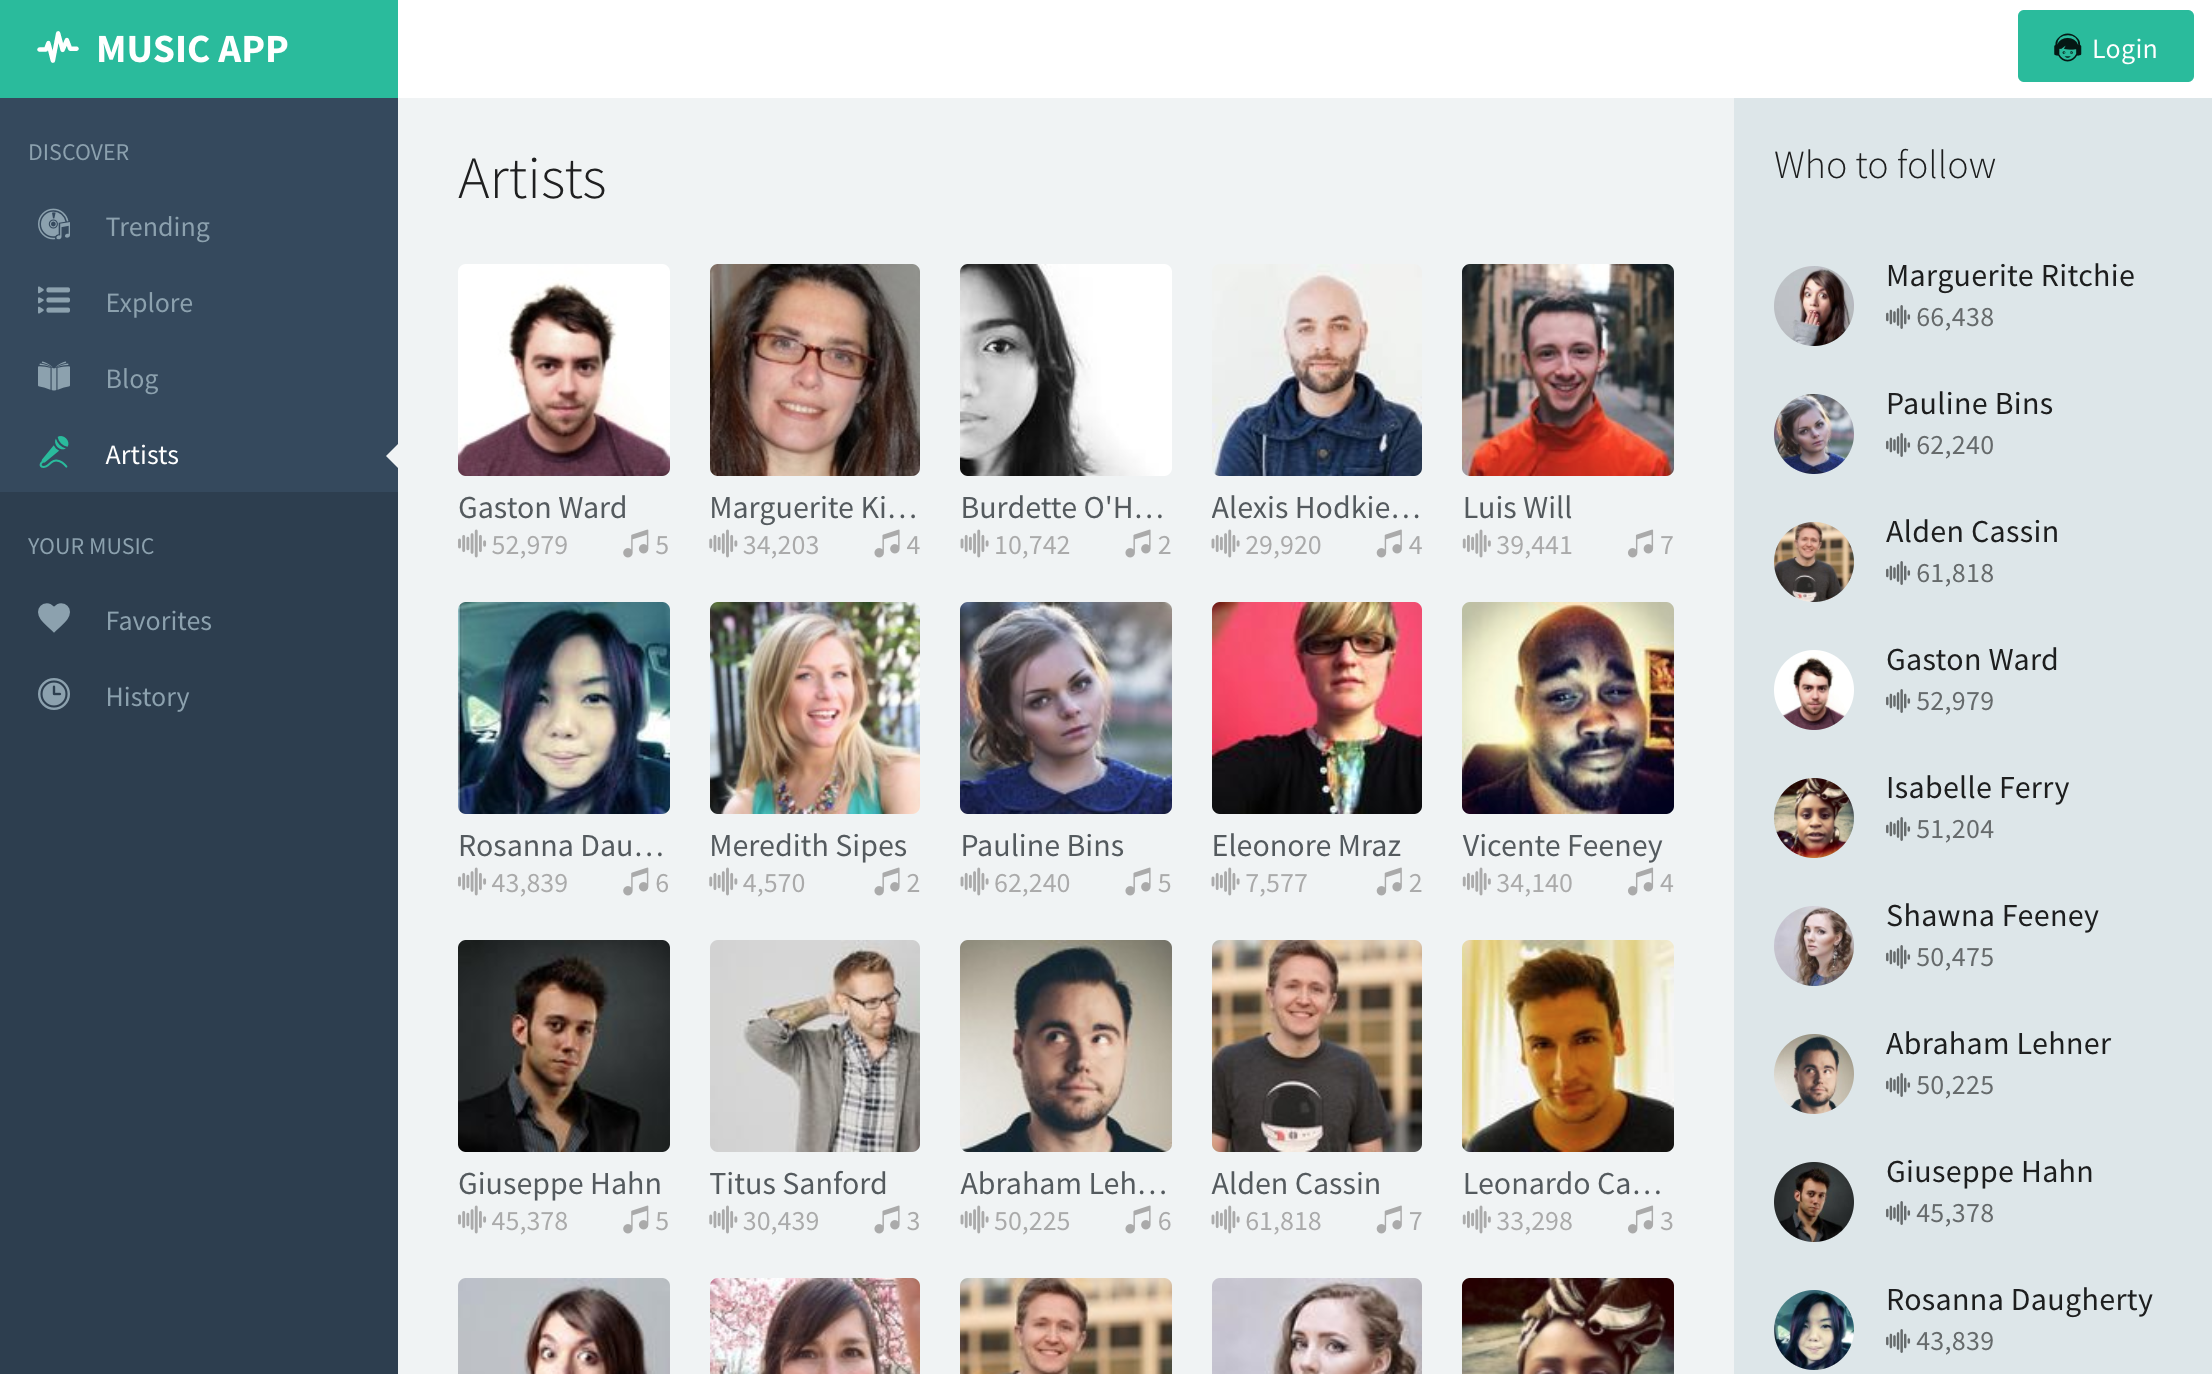 MUSIC APP
Login
DISCOVER
Trending
Explore
Blog
Artists
YOUR MUSIC
Favorites
History
Artists
Gaston Ward
52,979 5
Marguerite Ki...
34,203 4
Burdette O'H...
10,742 2
Alexis Hodkie...
29,920 4
Luis Will
39,441 7
Rosanna Dau...
43,839 6
Meredith Sipes
4,570 2
Pauline Bins
62,240 5
Eleonore Mraz
7,577 2
Vicente Feeney
34,140 4
Giuseppe Hahn
45,378 5
Titus Sanford
30,439 3
Abraham Leh...
50,225 6
Alden Cassin
61,818 7
Leonardo Ca...
33,298 3
Who to follow
Marguerite Ritchie
66,438
Pauline Bins
62,240
Alden Cassin
61,818
Gaston Ward
52,979
Isabelle Ferry
51,204
Shawna Feeney
50,475
Abraham Lehner
50,225
Giuseppe Hahn
45,378
Rosanna Daugherty
43,839